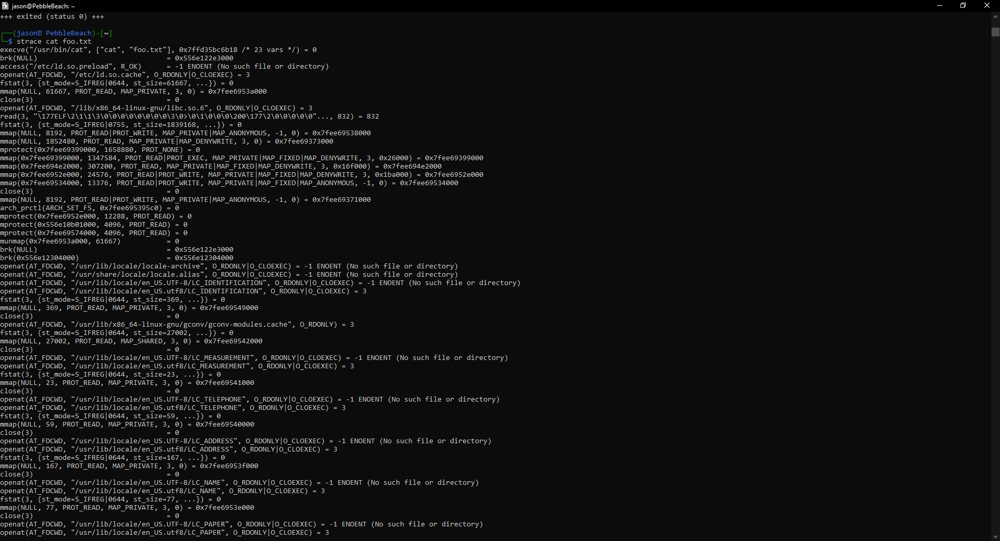 jason@PebbleBeach: ~
+++ exited (status 0) +++
┌──(jason PebbleBeach)-[~]
└─$ strace cat foo.txt
execve("/usr/bin/cat", ["cat", "foo.txt"], 0x7ffd35bc6b18 /* 23 vars */) = 0
brk(NULL)                               = 0x556e122e3000
access("/etc/ld.so.preload", R_OK)      = -1 ENOENT (No such file or directory)
openat(AT_FDCWD, "/etc/ld.so.cache", O_RDONLY|O_CLOEXEC) = 3
fstat(3, {st_mode=S_IFREG|0644, st_size=61667, ...}) = 0
mmap(NULL, 61667, PROT_READ, MAP_PRIVATE, 3, 0) = 0x7fee6953a000
close(3)                                = 0
openat(AT_FDCWD, "/lib/x86_64-linux-gnu/libc.so.6", O_RDONLY|O_CLOEXEC) = 3
read(3, "\177ELF\2\1\1\3\0\0\0\0\0\0\0\0\3\0>\0\1\0\0\0\200\177\2\0\0\0\0\0"..., 832) = 832
fstat(3, {st_mode=S_IFREG|0755, st_size=1839168, ...}) = 0
mmap(NULL, 8192, PROT_READ|PROT_WRITE, MAP_PRIVATE|MAP_ANONYMOUS, -1, 0) = 0x7fee69538000
mmap(NULL, 1852480, PROT_READ, MAP_PRIVATE|MAP_DENYWRITE, 3, 0) = 0x7fee69373000
mprotect(0x7fee69399000, 1658880, PROT_NONE) = 0
mmap(0x7fee69399000, 1347584, PROT_READ|PROT_EXEC, MAP_PRIVATE|MAP_FIXED|MAP_DENYWRITE, 3, 0x26000) = 0x7fee69399000
mmap(0x7fee694e2000, 307200, PROT_READ, MAP_PRIVATE|MAP_FIXED|MAP_DENYWRITE, 3, 0x16f000) = 0x7fee694e2000
mmap(0x7fee6952e000, 24576, PROT_READ|PROT_WRITE, MAP_PRIVATE|MAP_FIXED|MAP_DENYWRITE, 3, 0x1ba000) = 0x7fee6952e000
mmap(0x7fee69534000, 13376, PROT_READ|PROT_WRITE, MAP_PRIVATE|MAP_FIXED|MAP_ANONYMOUS, -1, 0) = 0x7fee69534000
close(3)                                = 0
mmap(NULL, 8192, PROT_READ|PROT_WRITE, MAP_PRIVATE|MAP_ANONYMOUS, -1, 0) = 0x7fee69371000
arch_prctl(ARCH_SET_FS, 0x7fee695395c0) = 0
mprotect(0x7fee6952e000, 12288, PROT_READ) = 0
mprotect(0x556e10b01000, 4096, PROT_READ) = 0
mprotect(0x7fee69574000, 4096, PROT_READ) = 0
munmap(0x7fee6953a000, 61667)           = 0
brk(NULL)                               = 0x556e122e3000
brk(0x556e12304000)                     = 0x556e12304000
openat(AT_FDCWD, "/usr/lib/locale/locale-archive", O_RDONLY|O_CLOEXEC) = -1 ENOENT (No such file or directory)
openat(AT_FDCWD, "/usr/share/locale/locale.alias", O_RDONLY|O_CLOEXEC) = -1 ENOENT (No such file or directory)
openat(AT_FDCWD, "/usr/lib/locale/en_US.UTF-8/LC_IDENTIFICATION", O_RDONLY|O_CLOEXEC) = -1 ENOENT (No such file or directory)
openat(AT_FDCWD, "/usr/lib/locale/en_US.utf8/LC_IDENTIFICATION", O_RDONLY|O_CLOEXEC) = 3
fstat(3, {st_mode=S_IFREG|0644, st_size=369, ...}) = 0
mmap(NULL, 369, PROT_READ, MAP_PRIVATE, 3, 0) = 0x7fee69549000
close(3)                                = 0
openat(AT_FDCWD, "/usr/lib/x86_64-linux-gnu/gconv/gconv-modules.cache", O_RDONLY) = 3
fstat(3, {st_mode=S_IFREG|0644, st_size=27002, ...}) = 0
mmap(NULL, 27002, PROT_READ, MAP_SHARED, 3, 0) = 0x7fee69542000
close(3)                                = 0
openat(AT_FDCWD, "/usr/lib/locale/en_US.UTF-8/LC_MEASUREMENT", O_RDONLY|O_CLOEXEC) = -1 ENOENT (No such file or directory)
openat(AT_FDCWD, "/usr/lib/locale/en_US.utf8/LC_MEASUREMENT", O_RDONLY|O_CLOEXEC) = 3
fstat(3, {st_mode=S_IFREG|0644, st_size=23, ...}) = 0
mmap(NULL, 23, PROT_READ, MAP_PRIVATE, 3, 0) = 0x7fee69541000
close(3)                                = 0
openat(AT_FDCWD, "/usr/lib/locale/en_US.UTF-8/LC_TELEPHONE", O_RDONLY|O_CLOEXEC) = -1 ENOENT (No such file or directory)
openat(AT_FDCWD, "/usr/lib/locale/en_US.utf8/LC_TELEPHONE", O_RDONLY|O_CLOEXEC) = 3
fstat(3, {st_mode=S_IFREG|0644, st_size=59, ...}) = 0
mmap(NULL, 59, PROT_READ, MAP_PRIVATE, 3, 0) = 0x7fee69540000
close(3)                                = 0
openat(AT_FDCWD, "/usr/lib/locale/en_US.UTF-8/LC_ADDRESS", O_RDONLY|O_CLOEXEC) = -1 ENOENT (No such file or directory)
openat(AT_FDCWD, "/usr/lib/locale/en_US.utf8/LC_ADDRESS", O_RDONLY|O_CLOEXEC) = 3
fstat(3, {st_mode=S_IFREG|0644, st_size=167, ...}) = 0
mmap(NULL, 167, PROT_READ, MAP_PRIVATE, 3, 0) = 0x7fee6953f000
close(3)                                = 0
openat(AT_FDCWD, "/usr/lib/locale/en_US.UTF-8/LC_NAME", O_RDONLY|O_CLOEXEC) = -1 ENOENT (No such file or directory)
openat(AT_FDCWD, "/usr/lib/locale/en_US.utf8/LC_NAME", O_RDONLY|O_CLOEXEC) = 3
fstat(3, {st_mode=S_IFREG|0644, st_size=77, ...}) = 0
mmap(NULL, 77, PROT_READ, MAP_PRIVATE, 3, 0) = 0x7fee6953e000
close(3)                                = 0
openat(AT_FDCWD, "/usr/lib/locale/en_US.UTF-8/LC_PAPER", O_RDONLY|O_CLOEXEC) = -1 ENOENT (No such file or directory)
openat(AT_FDCWD, "/usr/lib/locale/en_US.utf8/LC_PAPER", O_RDONLY|O_CLOEXEC) = 3